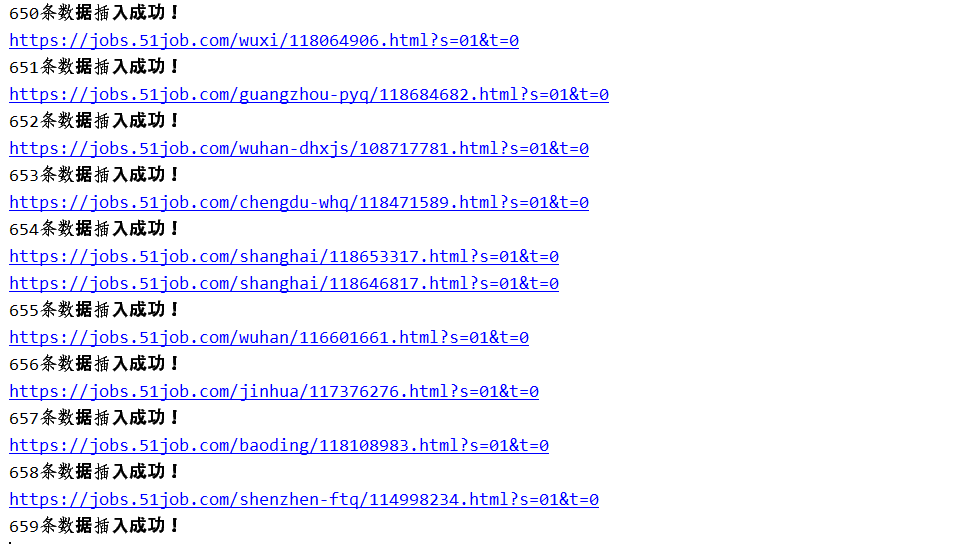 650条数据插入成功！
https://jobs.51job.com/wuxi/118064906.html?s=01&t=0
651条数据插入成功！
https://jobs.51job.com/guangzhou-pyq/118684682.html?s=01&t=0
652条数据插入成功！
https://jobs.51job.com/wuhan-dhxjs/108717781.html?s=01&t=0
653条数据插入成功！
https://jobs.51job.com/chengdu-whq/118471589.html?s=01&t=0
654条数据插入成功！
https://jobs.51job.com/shanghai/118653317.html?s=01&t=0
https://jobs.51job.com/shanghai/118646817.html?s=01&t=0
655条数据插入成功！
https://jobs.51job.com/wuhan/116601661.html?s=01&t=0
656条数据插入成功！
https://jobs.51job.com/jinhua/117376276.html?s=01&t=0
657条数据插入成功！
https://jobs.51job.com/baoding/118108983.html?s=01&t=0
658条数据插入成功！
https://jobs.51job.com/shenzhen-ftq/114998234.html?s=01&t=0
659条数据插入成功！